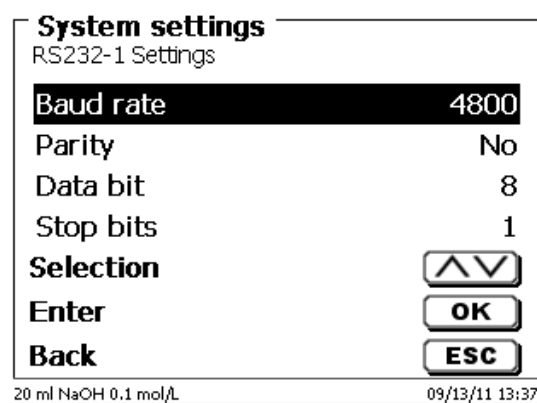 System settings
RS232-1 Settings
Baud rate 4800
Parity No
Data bit 8
Stop bits 1
Selection
Enter OK
Back ESC
20 ml NaOH 0.1 mol/L 09/13/11 13:37